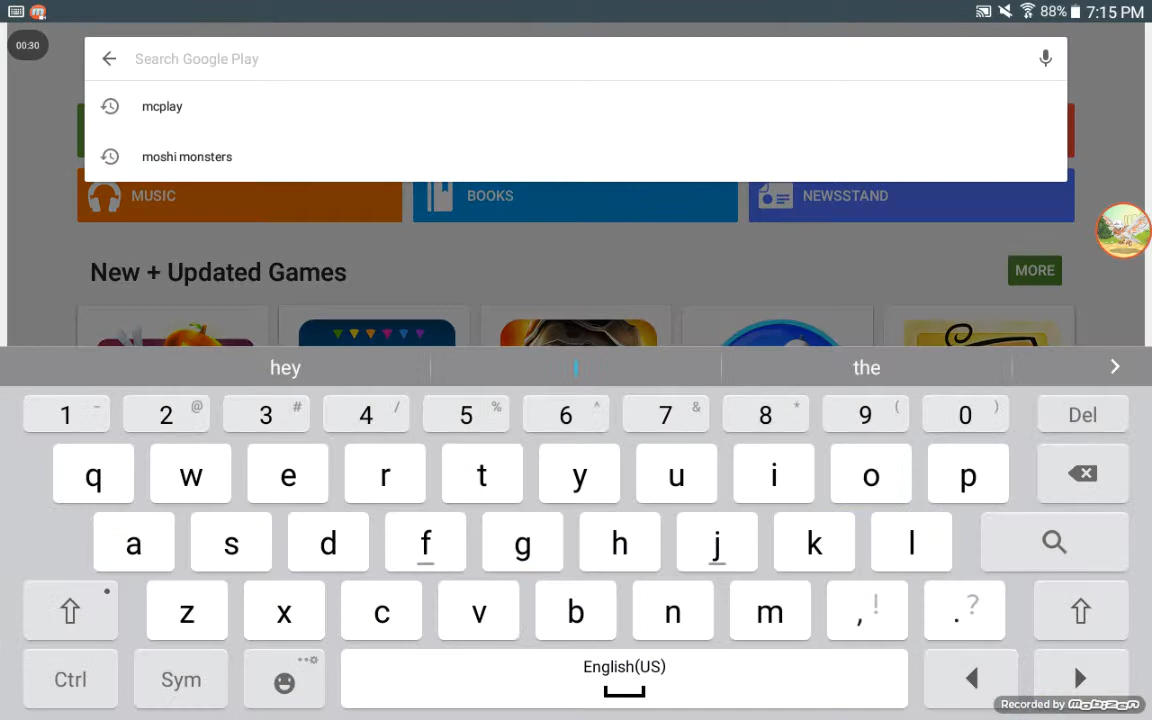 88% 7:15 PM
00:30
Search Google Play
mcplay
moshi monsters
MUSIC BOOKS NEWSSTAND
New + Updated Games MORE
hey I the
1 - 2 @ 3 # 4 / 5 % 6 ^ 7 & 8 * 9 ( 0 ) Del
q w e r t y u i o p
a s d f g h j k l
z x c v b n m , ! . ?
Ctrl Sym English(US)
Recorded by mobizen